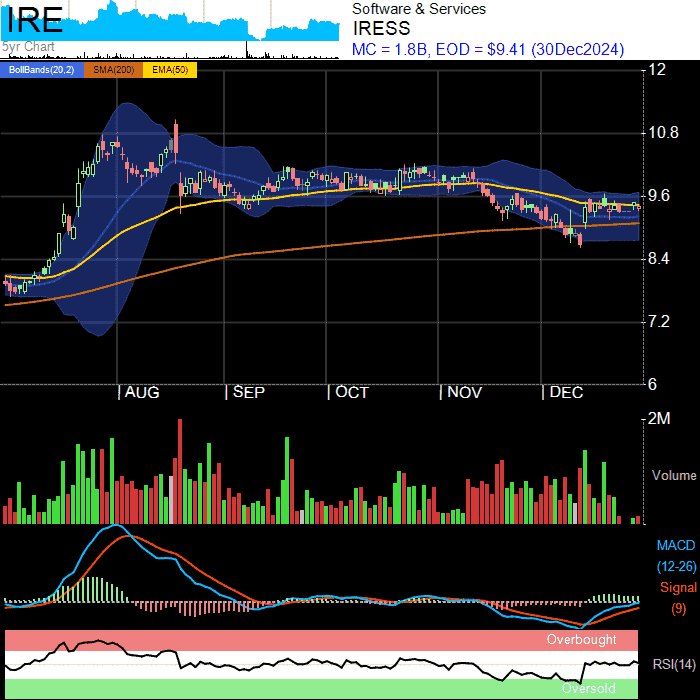 IRE
5yr Chart
Software & Services
IRESS
MC = 1.8B, EOD = $9.41 (30Dec2024)
BollBands(20,2) SMA(200) EMA(50)
12
10.8
9.6
8.4
7.2
6
AUG SEP OCT NOV DEC
2M
Volume
MACD
(12-26)
Signal
(9)
Overbought
RSI(14)
Oversold